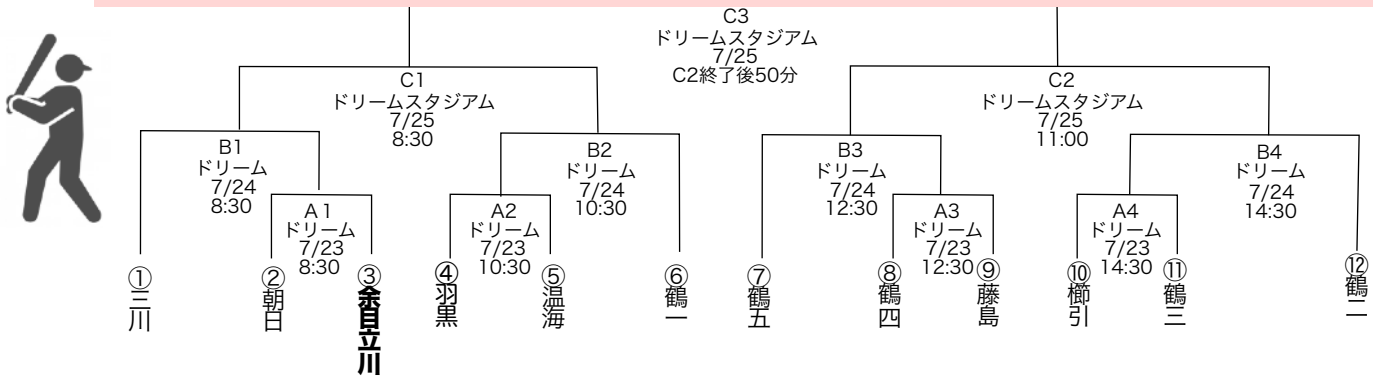 C3
ドリームスタジアム
7/25
C2終了後50分
C1
ドリームスタジアム
7/25
8:30
C2
ドリームスタジアム
7/25
11:00
B1
ドリーム
7/24
8:30
B2
ドリーム
7/24
10:30
B3
ドリーム
7/24
12:30
B4
ドリーム
7/24
14:30
A1
ドリーム
7/23
8:30
A2
ドリーム
7/23
10:30
A3
ドリーム
7/23
12:30
A4
ドリーム
7/23
14:30
①三川
②朝日
③余目立川
④羽黒
⑤温海
⑥鶴一
⑦鶴五
⑧鶴四
⑨藤島
⑩櫛引
⑪鶴三
⑫鶴二